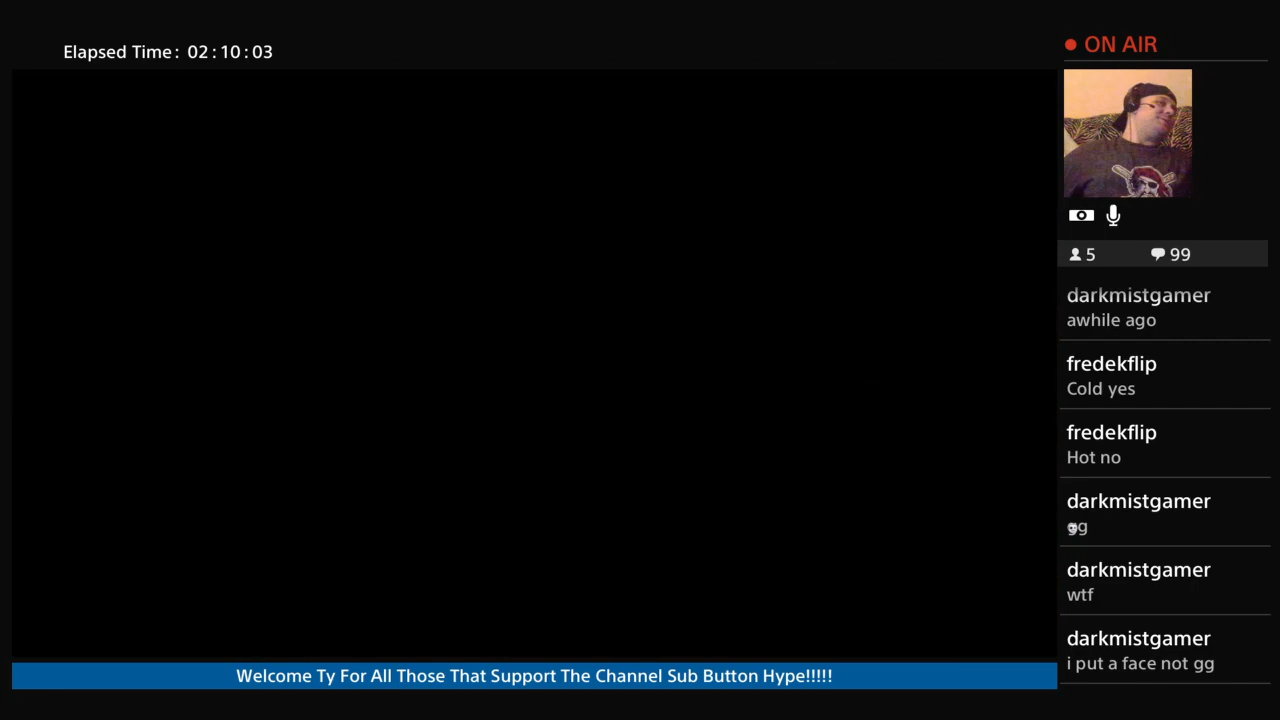 Elapsed Time: 02:10:03
ON AIR
5 99
darkmistgamer
awhile ago
fredekflip
Cold yes
fredekflip
Hot no
darkmistgamer
gg
darkmistgamer
wtf
darkmistgamer
i put a face not gg
Welcome Ty For All Those That Support The Channel Sub Button Hype!!!!!